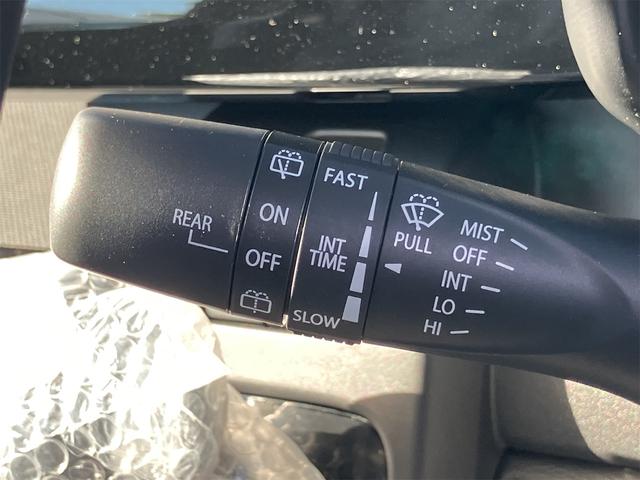 REAR
ON
OFF
FAST
INT
TIME
SLOW
PULL
MIST
OFF
INT
LO
HI